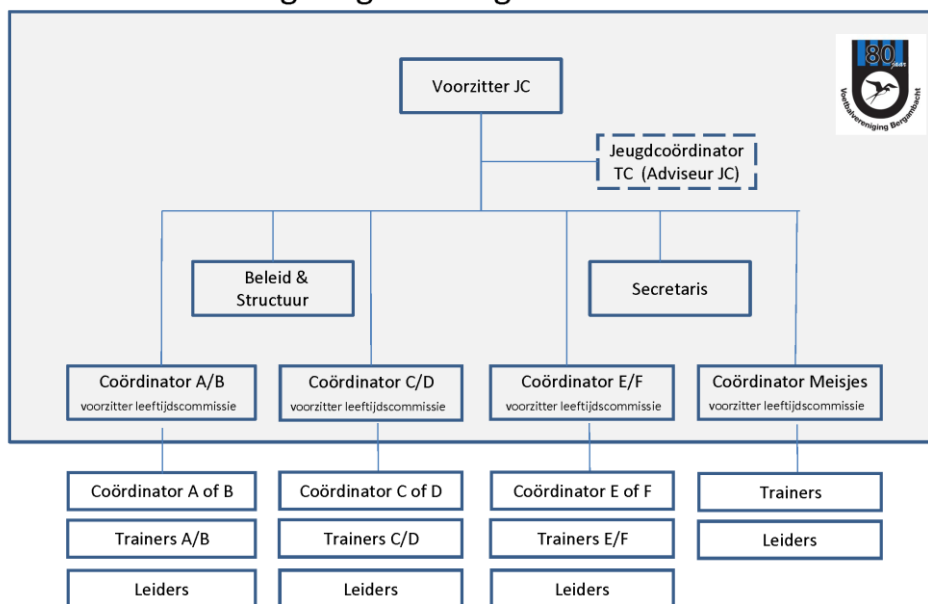 80
jaar
Voetbalvereniging Bergambacht
Voorzitter JC
Jeugdcoördinator
TC (Adviseur JC)
Beleid &
Structuur
Secretaris
Coördinator A/B
voorzitter leeftijdscommissie
Coördinator C/D
voorzitter leeftijdscommissie
Coördinator E/F
voorzitter leeftijdscommissie
Coördinator Meisjes
voorzitter leeftijdscommissie
Coördinator A of B
Coördinator C of D
Coördinator E of F
Trainers
Trainers A/B
Trainers C/D
Trainers E/F
Leiders
Leiders
Leiders
Leiders